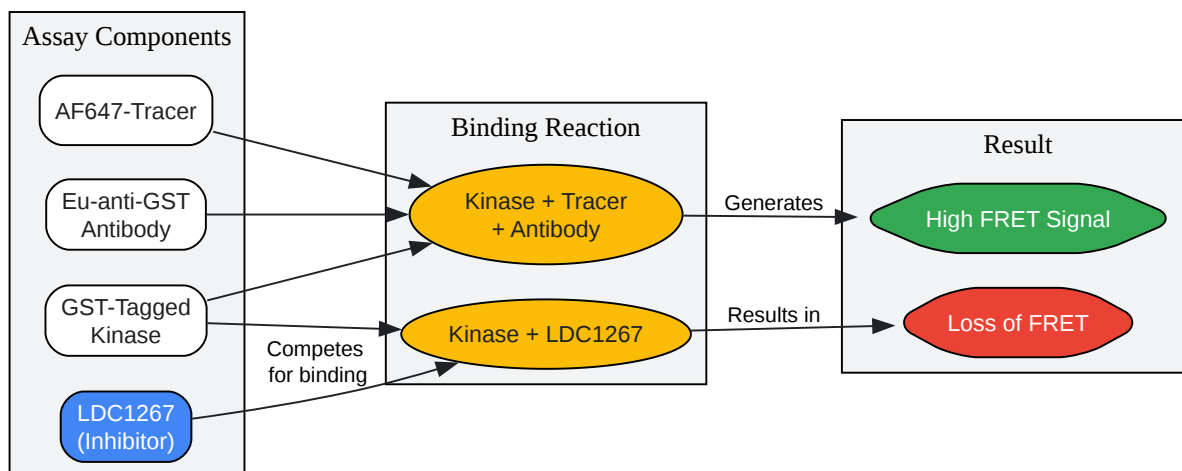 Assay Components
AF647-Tracer
Eu-anti-GST
Antibody
GST-Tagged
Kinase
LDC1267
(Inhibitor)
Competes
for binding
Binding Reaction
Kinase + Tracer
+ Antibody
Kinase + LDC1267
Generates
Results in
Result
High FRET Signal
Loss of FRET